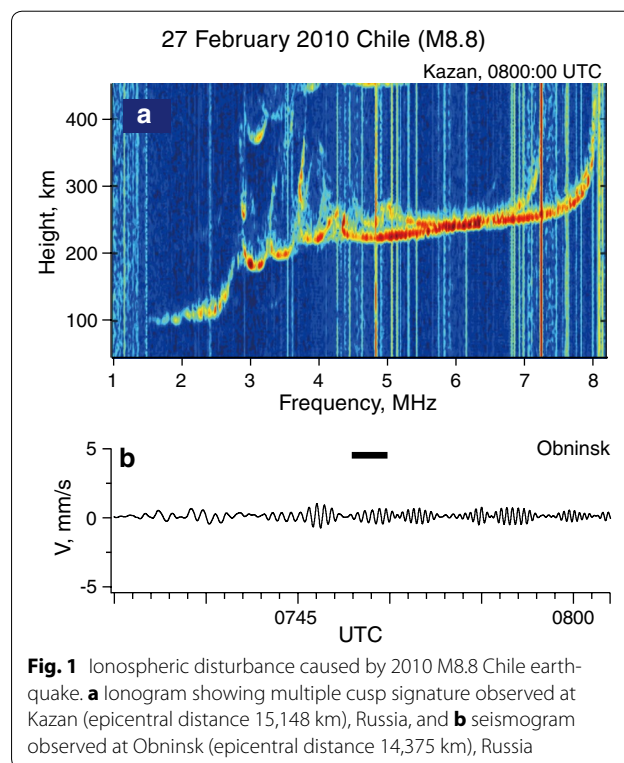 27 February 2010 Chile (M8.8)
Kazan, 0800:00 UTC
a
400
300
200
100
Height, km
1 2 3 4 5 6 7 8
Frequency, MHz
b
Obninsk
5
0
-5
V, mm/s
0745 0800
UTC
Fig. 1 Ionospheric disturbance caused by 2010 M8.8 Chile earth-
quake. a Ionogram showing multiple cusp signature observed at
Kazan (epicentral distance 15,148 km), Russia, and b seismogram
observed at Obninsk (epicentral distance 14,375 km), Russia